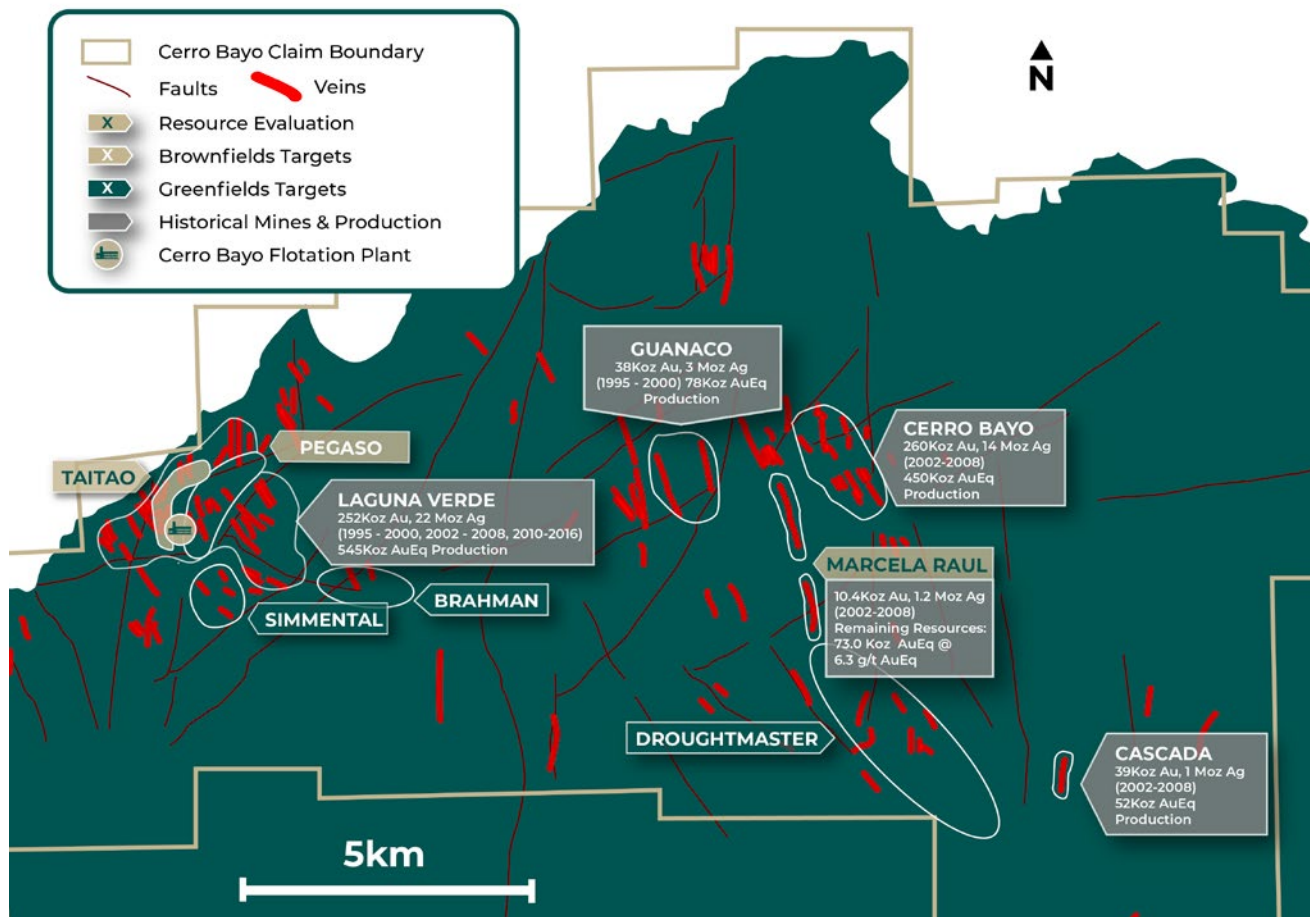 Cerro Bayo Claim Boundary
Faults
Veins
X
Resource Evaluation
X
Brownfields Targets
X
Greenfields Targets
Historical Mines & Production
Cerro Bayo Flotation Plant
N
GUANACO
38Koz Au, 3 Moz Ag
(1995 - 2000) 78Koz AuEq
Production
CERRO BAYO
260Koz Au, 14 Moz Ag
(2002-2008)
450Koz AuEq
Production
PEGASO
TAITAO
LAGUNA VERDE
252Koz Au, 22 Moz Ag
(1995 - 2000, 2002 - 2008, 2010-2016)
545Koz AuEq Production
MARCELA RAUL
10.4Koz Au, 1.2 Moz Ag
(2002-2008)
Remaining Resources:
73.0 Koz AuEq @
6.3 g/t AuEq
BRAHMAN
SIMMENTAL
DROUGHTMASTER
CASCADA
39Koz Au, 1 Moz Ag
(2002-2008)
52Koz AuEq
Production
5km